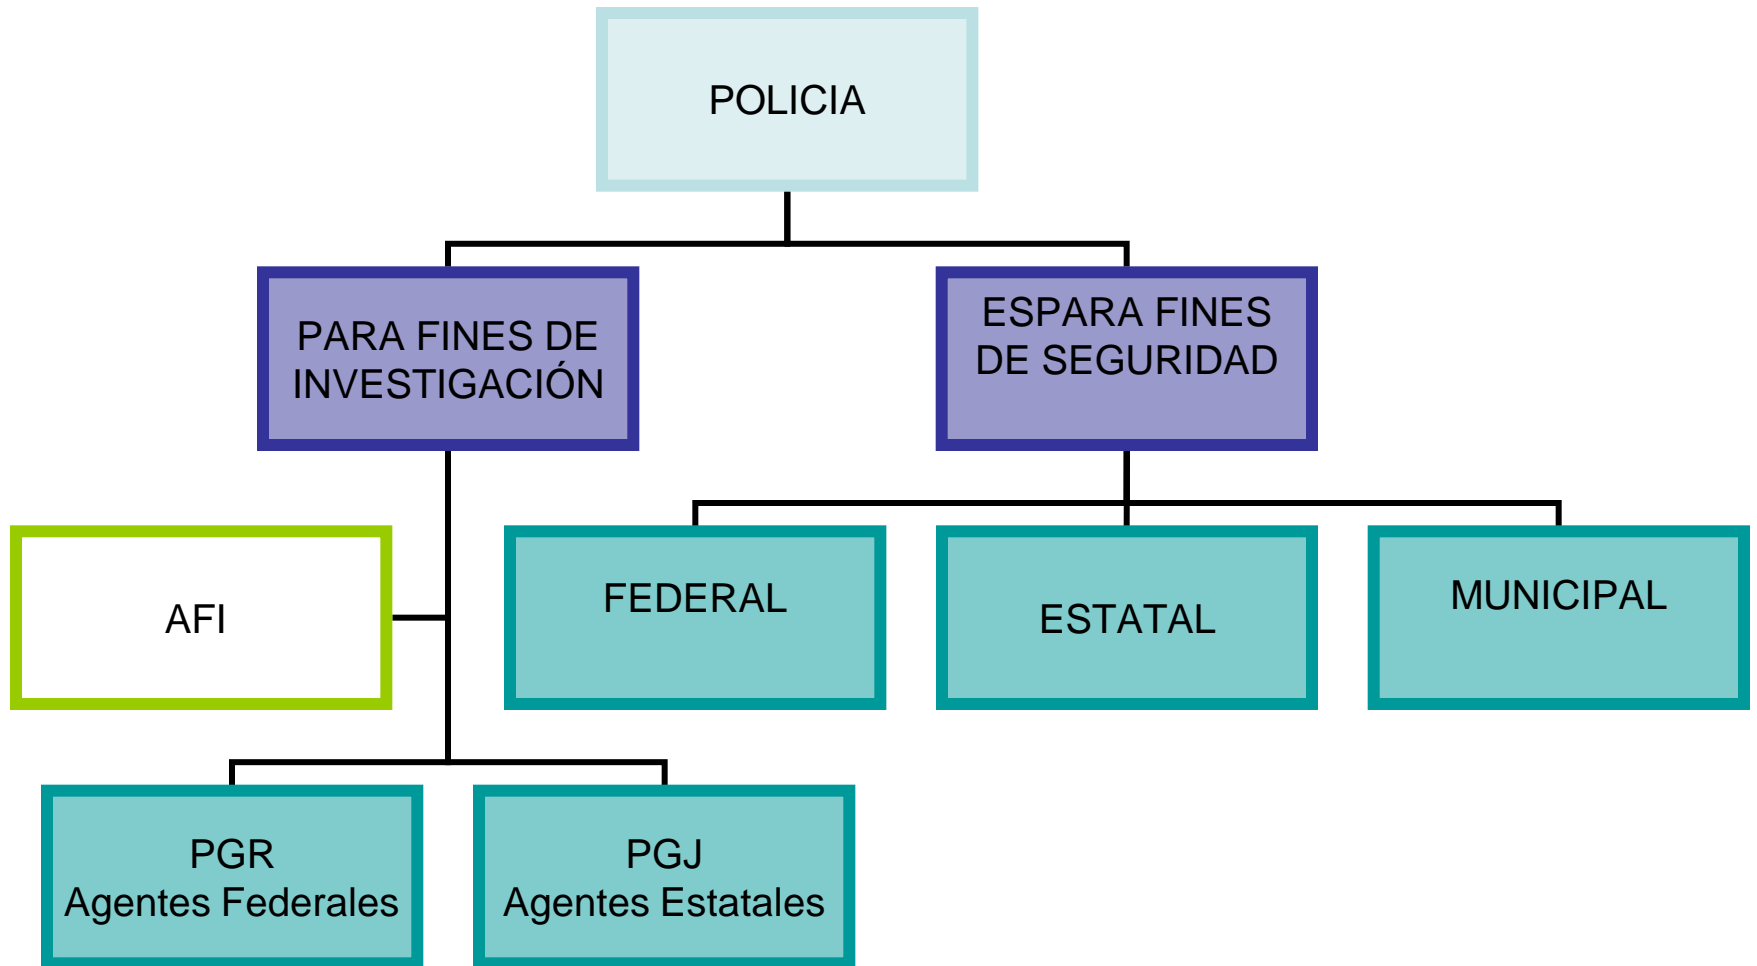 POLICIA
PARA FINES DE
INVESTIGACIÓN
ESPARA FINES
DE SEGURIDAD
AFI
FEDERAL
ESTATAL
MUNICIPAL
PGR
Agentes Federales
PGJ
Agentes Estatales